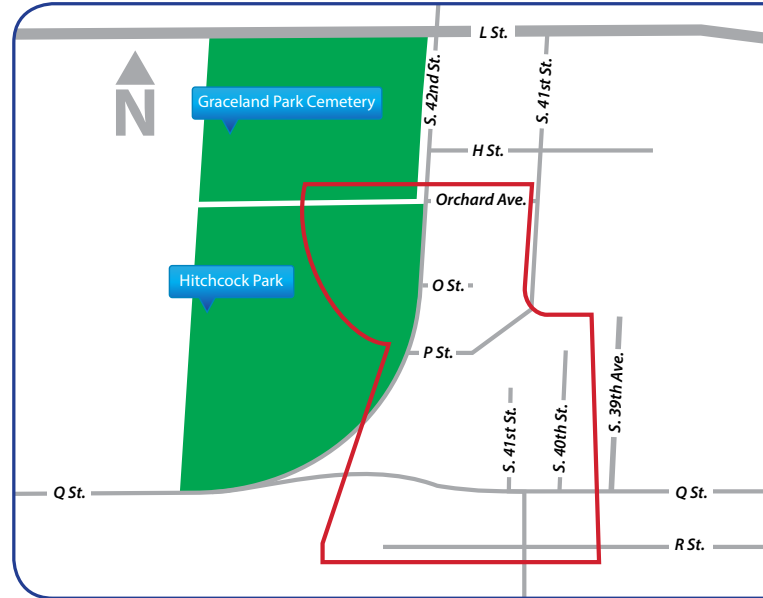 L St.
S. 42nd St.
S. 41st St.
Graceland Park Cemetery
N
H St.
Orchard Ave.
Hitchcock Park
O St.
P St.
S. 39th Ave.
S. 41st St.
S. 40th St.
Q St.
Q St.
R St.